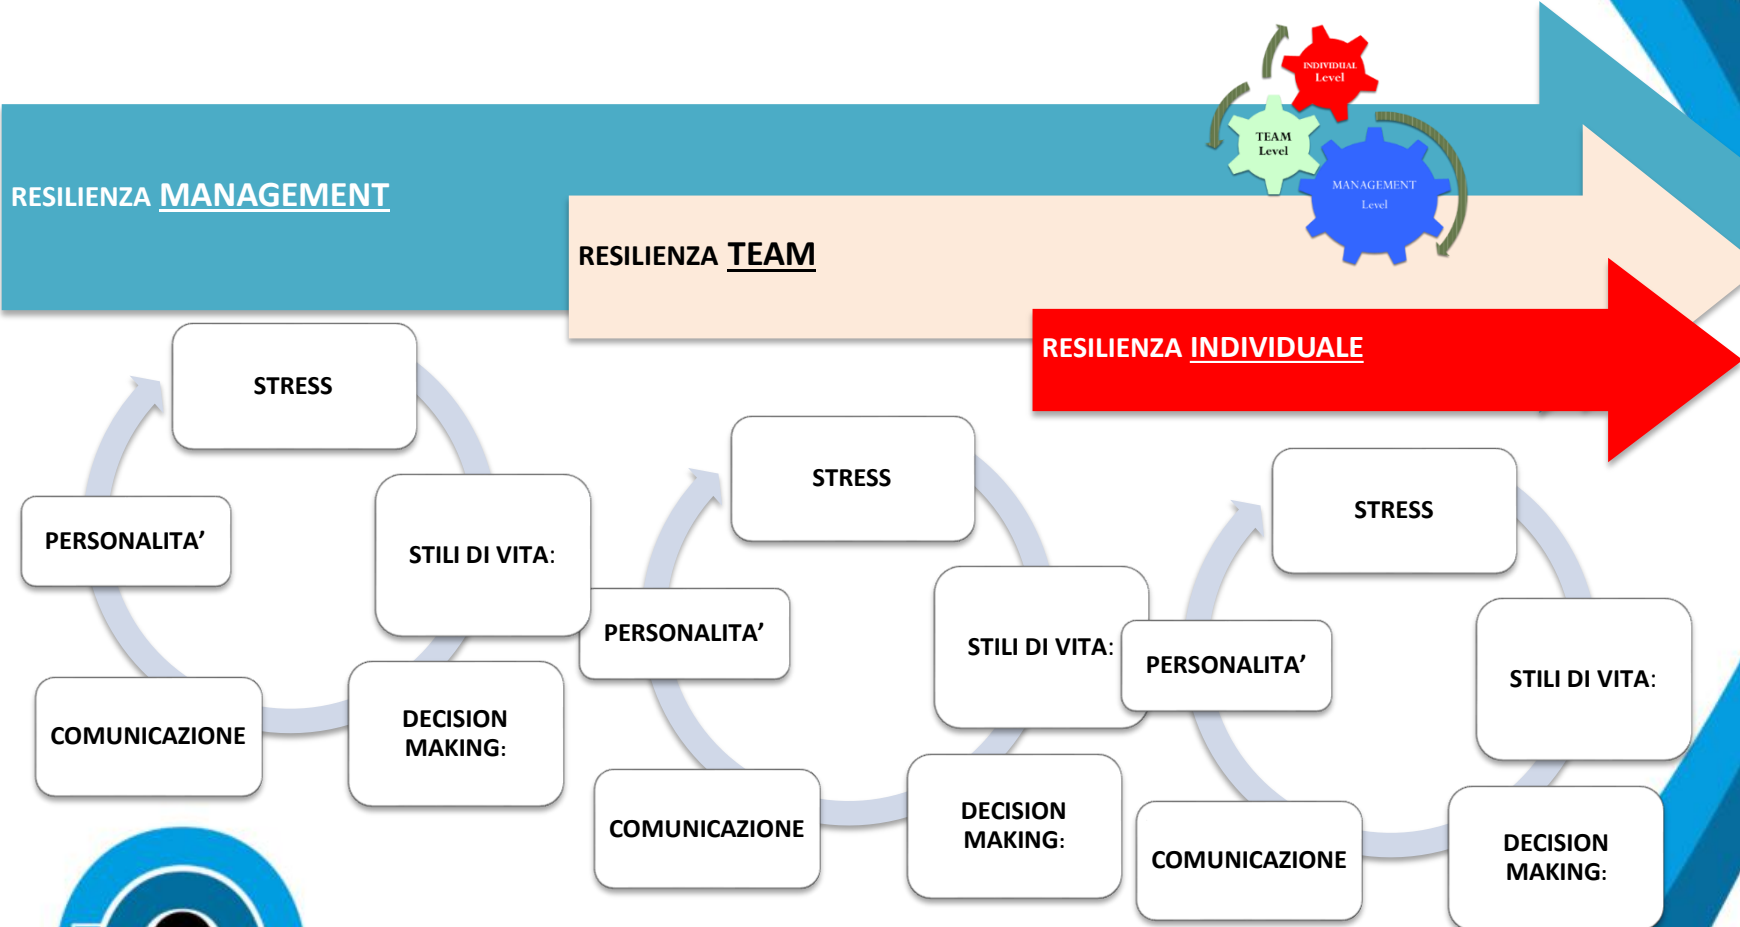 INDIVIDUAL
Level
TEAM
Level
MANAGEMENT
Level
RESILIENZA MANAGEMENT
RESILIENZA TEAM
RESILIENZA INDIVIDUALE
STRESS
PERSONALITA’
STILI DI VITA:
COMUNICAZIONE
DECISION
MAKING:
STRESS
PERSONALITA’
STILI DI VITA:
COMUNICAZIONE
DECISION
MAKING:
STRESS
PERSONALITA’
STILI DI VITA:
COMUNICAZIONE
DECISION
MAKING: